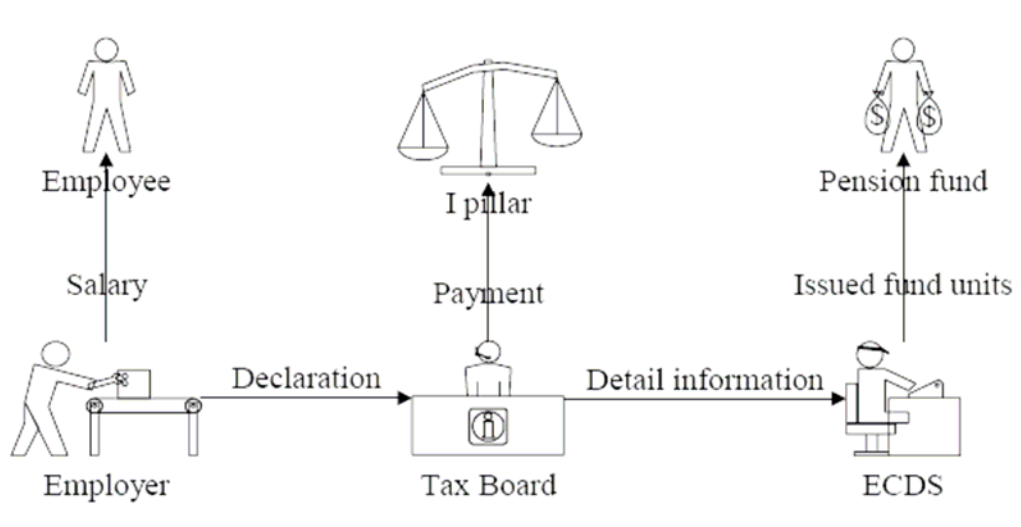 $ $
Employee
I pillar
Pension fund
Salary
Payment
Issued fund units
Declaration
Detail information
i
Employer
Tax Board
ECDS